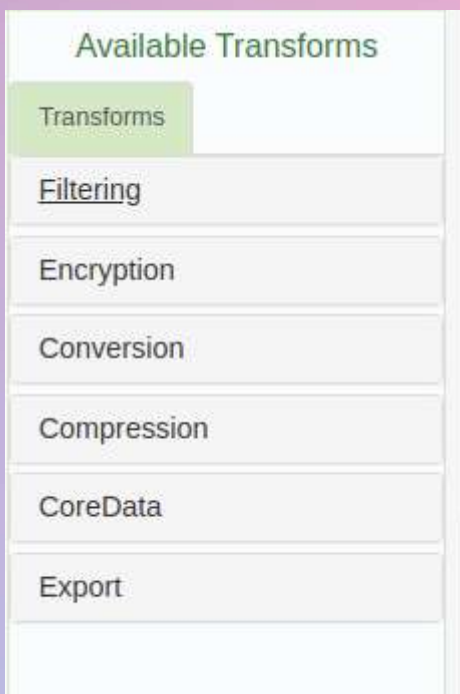 Available Transforms
Transforms
Filtering
Encryption
Conversion
Compression
CoreData
Export